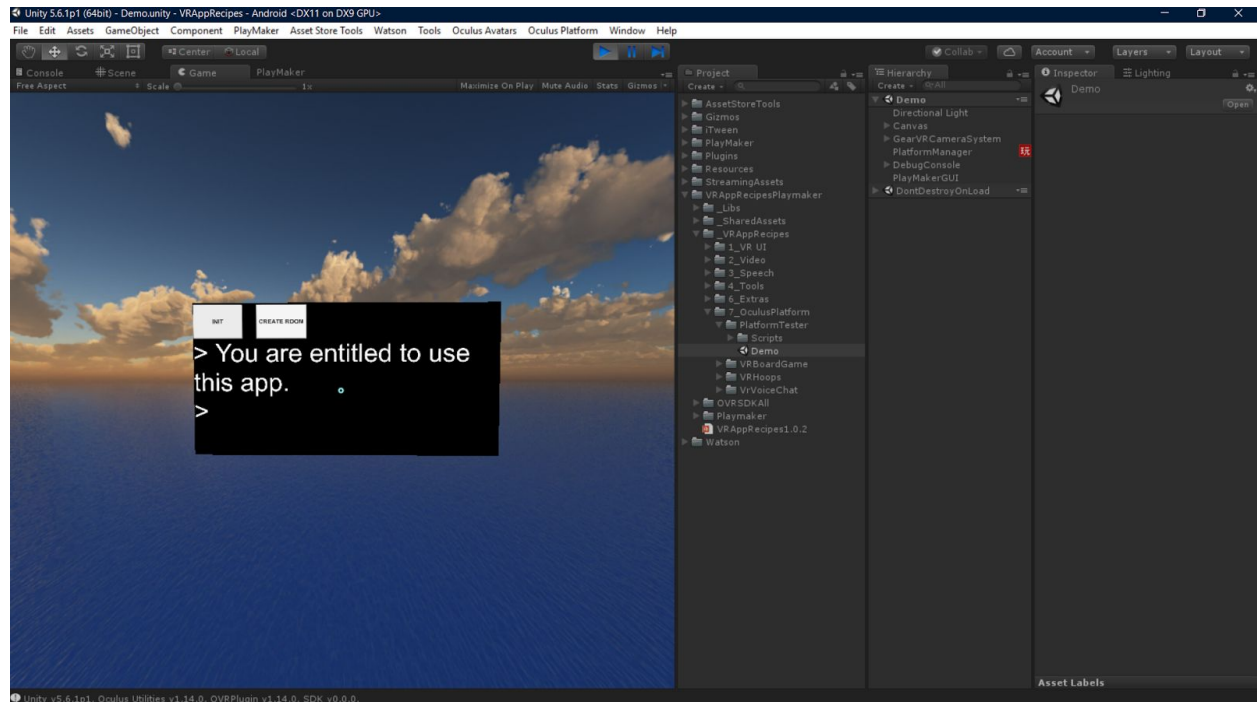 Unity 5.6.1p1 (64bit) - Demo.unity - VRAppRecipes - Android <DX11 on DX9 GPU>
File Edit Assets GameObject Component PlayMaker Asset Store Tools Watson Tools Oculus Avatars Oculus Platform Window Help
Center Local
Collab
Account
Layers
Layout
Console Scene Game PlayMaker
Free Aspect Scale 1x Maximize On Play Mute Audio Stats Gizmos
INIT CREATE ROOM
> You are entitled to use
this app.
>
Project
Create
AssetStoreTools
Gizmos
iTween
PlayMaker
Plugins
Resources
StreamingAssets
VRAppRecipesPlaymaker
_Libs
_SharedAssets
_VRAppRecipes
1_VR UI
2_Video
3_Speech
4_Tools
6_Extras
7_OculusPlatform
PlatformTester
Scripts
Demo
VRBoardGame
VRHoops
VrVoiceChat
OVRSDKAll
Playmaker
VRAppRecipes1.0.2
Watson
Hierarchy
Create All
Demo
Directional Light
Canvas
GearVRCameraSystem
PlatformManager
玩
DebugConsole
PlayMakerGUI
DontDestroyOnLoad
Inspector Lighting
Demo
Open
Asset Labels
Unity v5.6.1p1, Oculus Utilities v1.14.0, OVRPlugin v1.14.0, SDK v0.0.0.